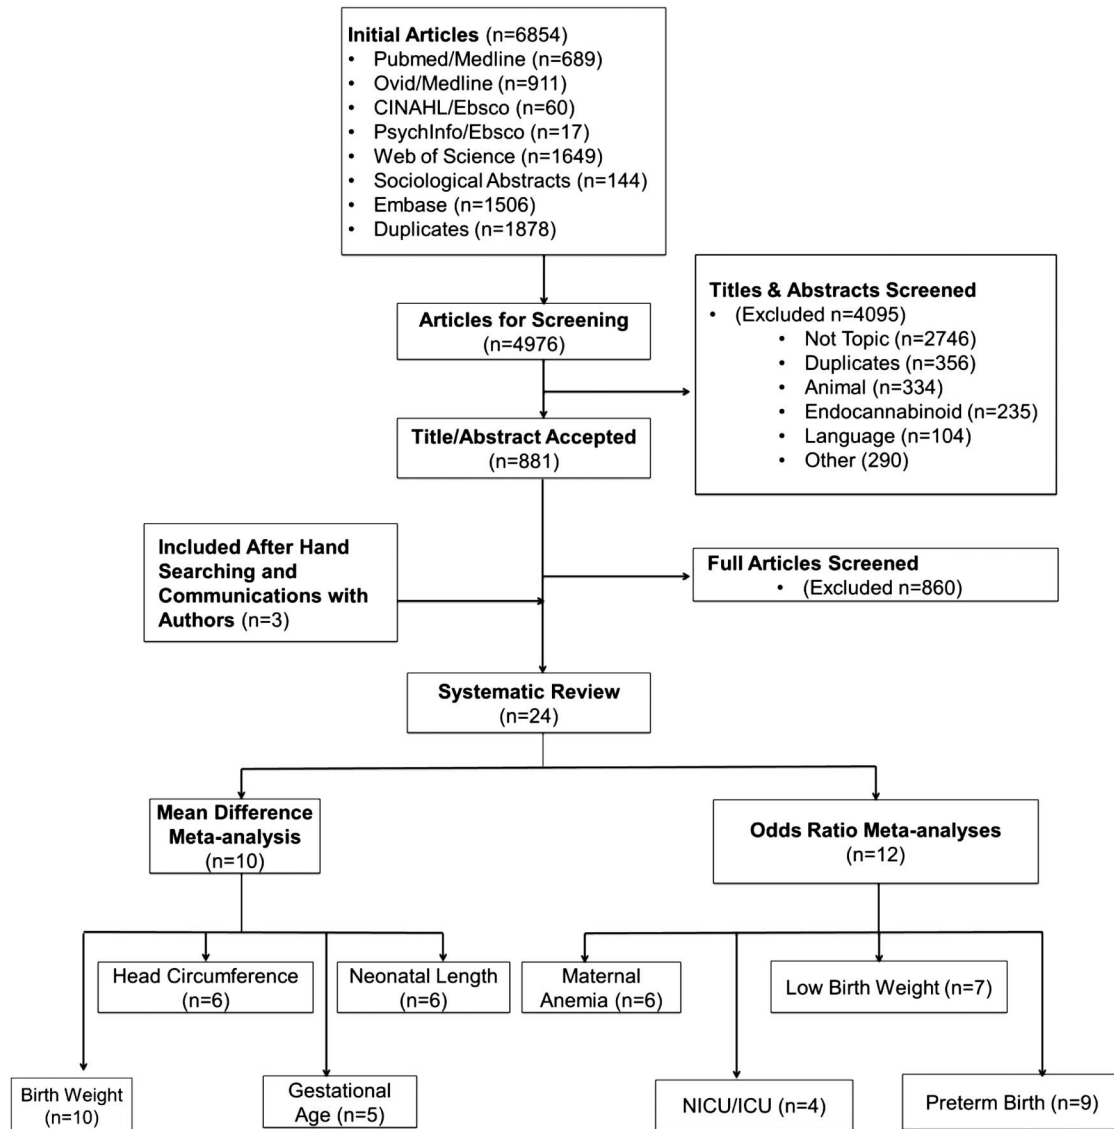 Initial Articles (n=6854)
• Pubmed/Medline (n=689)
• Ovid/Medline (n=911)
• CINAHL/Ebsco (n=60)
• PsychInfo/Ebsco (n=17)
• Web of Science (n=1649)
• Sociological Abstracts (n=144)
• Embase (n=1506)
• Duplicates (n=1878)
Articles for Screening
(n=4976)
Titles & Abstracts Screened
• (Excluded n=4095)
• Not Topic (n=2746)
• Duplicates (n=356)
• Animal (n=334)
• Endocannabinoid (n=235)
• Language (n=104)
• Other (290)
Title/Abstract Accepted
(n=881)
Included After Hand
Searching and
Communications with
Authors (n=3)
Full Articles Screened
• (Excluded n=860)
Systematic Review
(n=24)
Mean Difference
Meta-analysis
(n=10)
Odds Ratio Meta-analyses
(n=12)
Head Circumference
(n=6)
Neonatal Length
(n=6)
Maternal
Anemia (n=6)
Low Birth Weight (n=7)
Birth Weight
(n=10)
Gestational
Age (n=5)
NICU/ICU (n=4)
Preterm Birth (n=9)